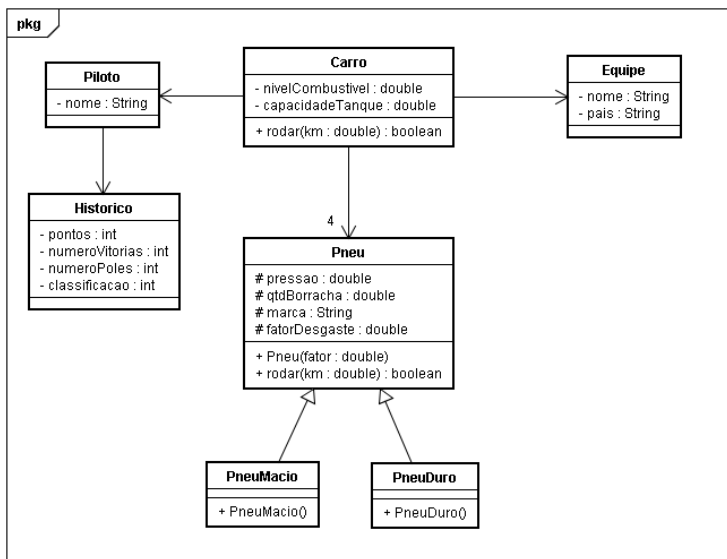 pkg
Carro
- nivelCombustivel : double
- capacidadeTanque : double
+ rodar(km : double) : boolean
Piloto
- nome : String
Equipe
- nome : String
- pais : String
Historico
- pontos : int
- numeroVitorias : int
- numeroPoles : int
- classificacao : int
4
Pneu
# pressao : double
# qtdBorracha : double
# marca : String
# fatorDesgaste : double
+ Pneu(fator : double)
+ rodar(km : double) : boolean
PneuMacio
+ PneuMacio()
PneuDuro
+ PneuDuro()